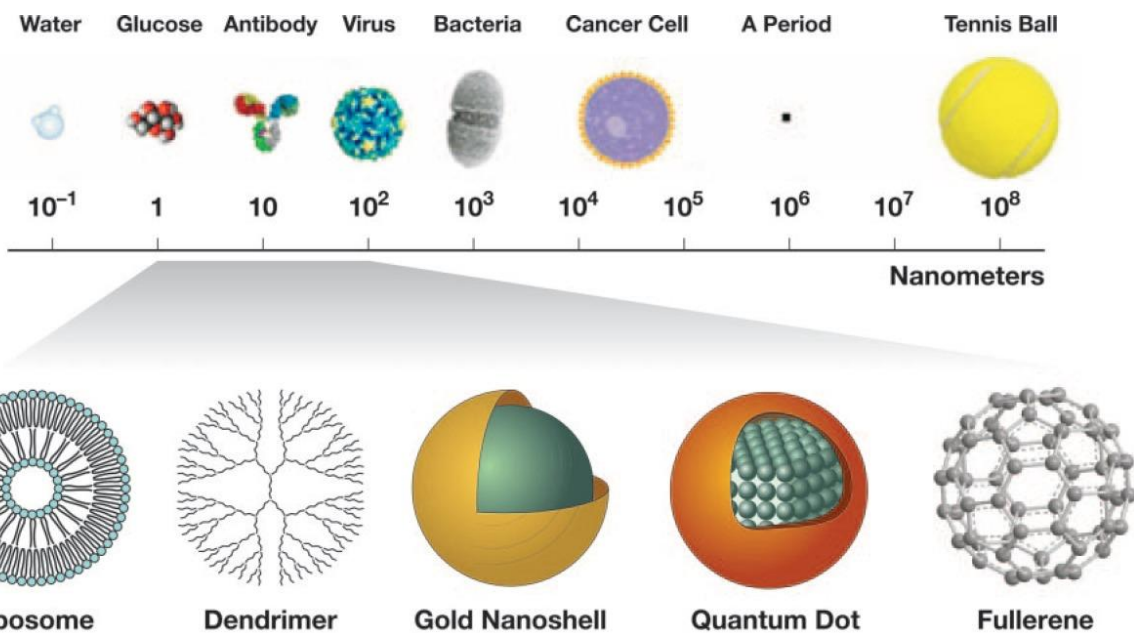 Water Glucose Antibody Virus Bacteria Cancer Cell A Period Tennis Ball
10⁻¹ 1 10 10² 10³ 10⁴ 10⁵ 10⁶ 10⁷ 10⁸
Nanometers
posome Dendrimer Gold Nanoshell Quantum Dot Fullerene